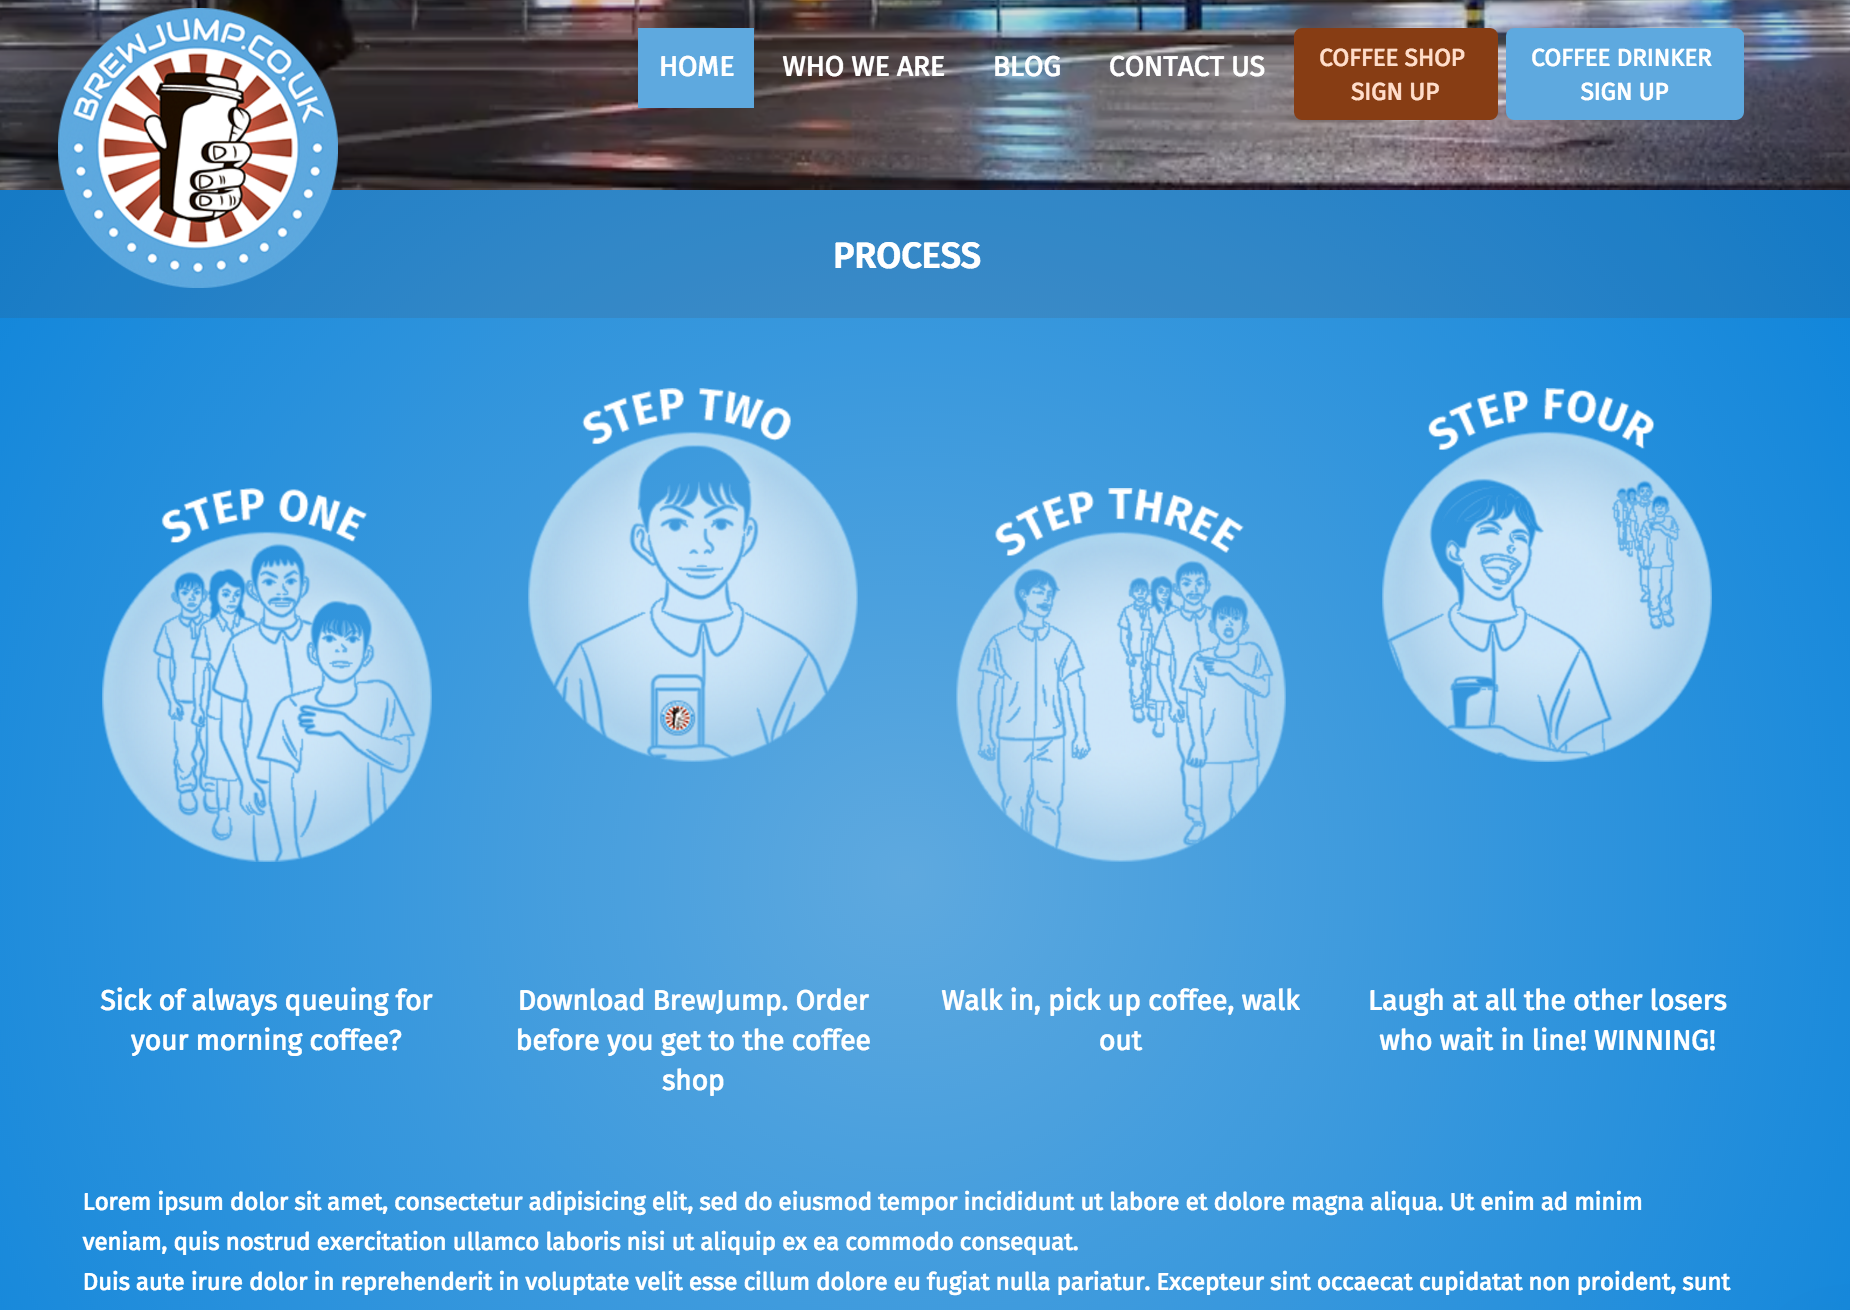 BREWJUMP.CO.UK
HOME
WHO WE ARE
BLOG
CONTACT US
COFFEE SHOP
SIGN UP
COFFEE DRINKER
SIGN UP
PROCESS
STEP ONE
STEP TWO
STEP THREE
STEP FOUR
Sick of always queuing for
your morning coffee?
Download BrewJump. Order
before you get to the coffee
shop
Walk in, pick up coffee, walk
out
Laugh at all the other losers
who wait in line! WINNING!
Lorem ipsum dolor sit amet, consectetur adipisicing elit, sed do eiusmod tempor incididunt ut labore et dolore magna aliqua. Ut enim ad minim
veniam, quis nostrud exercitation ullamco laboris nisi ut aliquip ex ea commodo consequat.
Duis aute irure dolor in reprehenderit in voluptate velit esse cillum dolore eu fugiat nulla pariatur. Excepteur sint occaecat cupidatat non proident, sunt